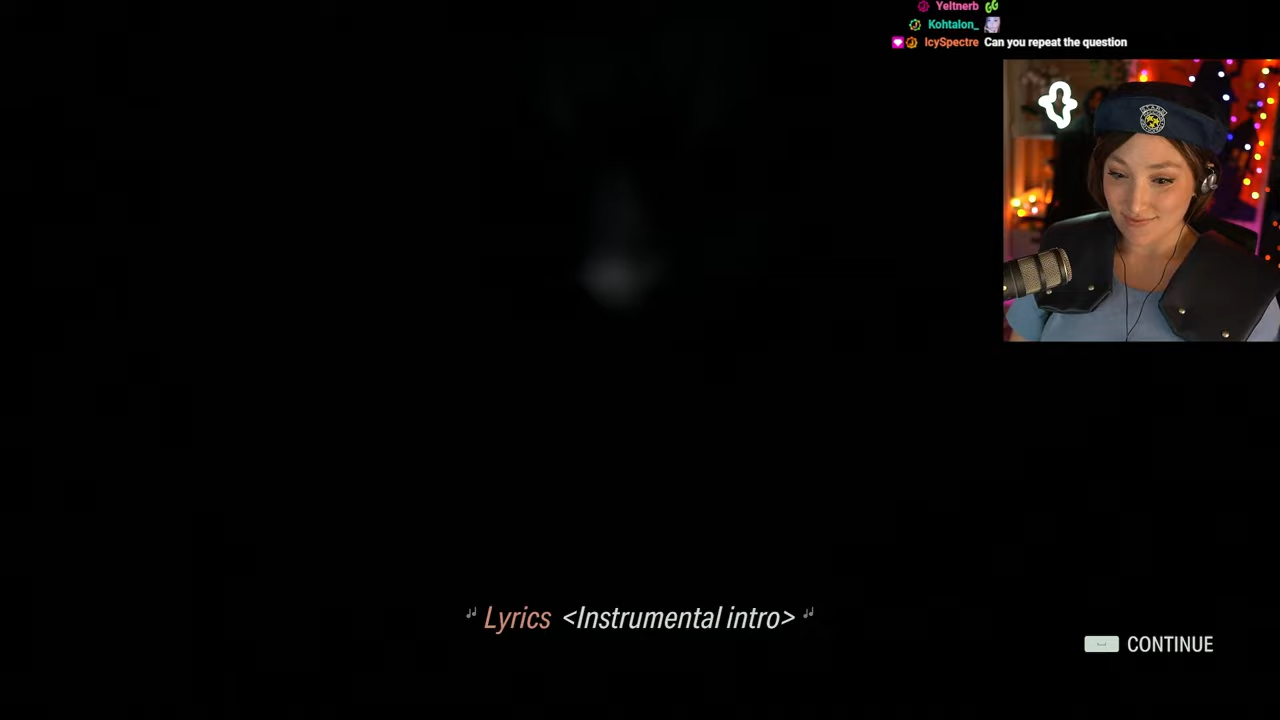 Yeltnerb
Kohtalon_
IcySpectre Can you repeat the question
Lyrics <Instrumental intro>
CONTINUE